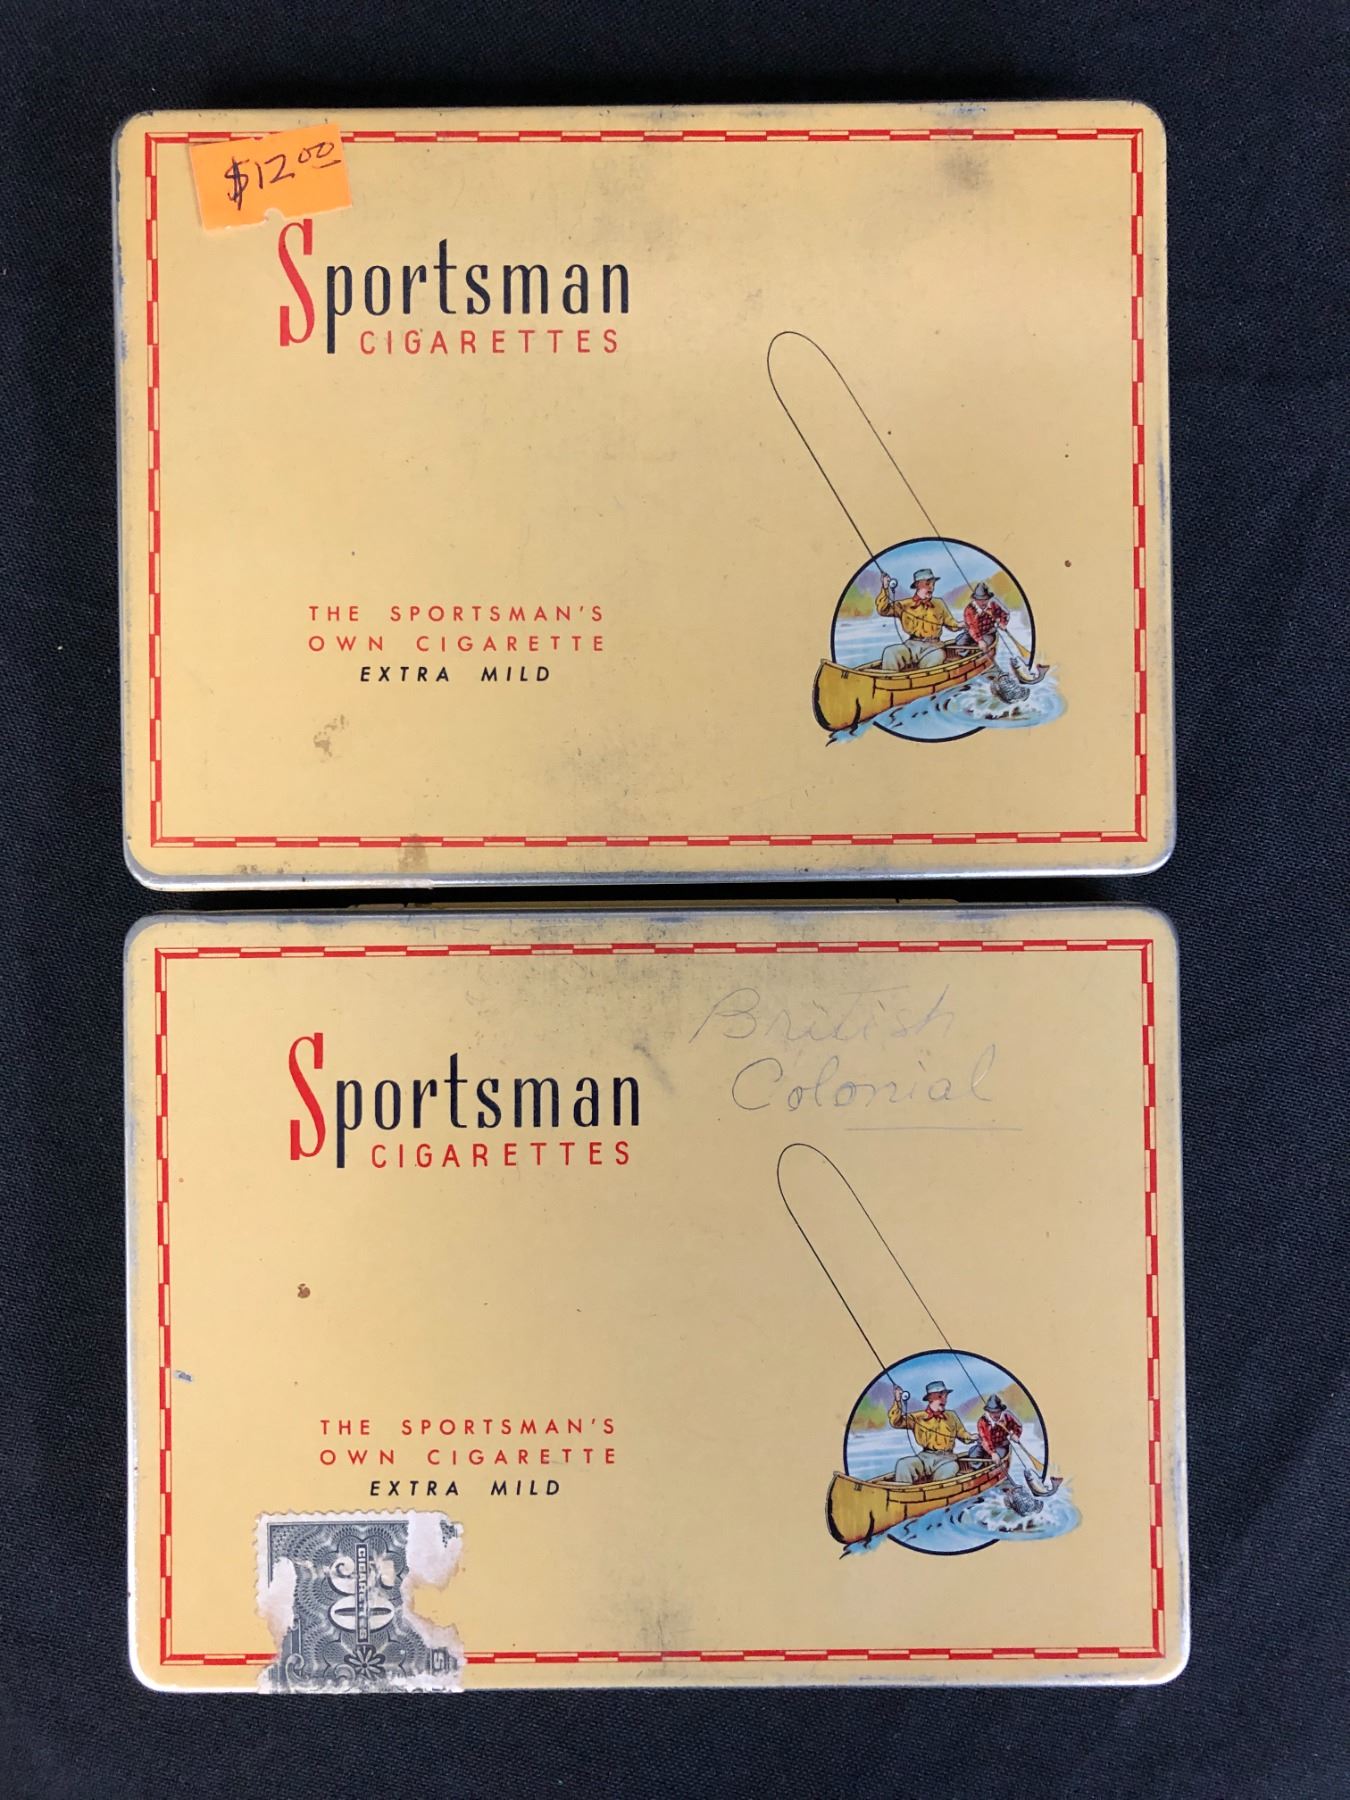 $12.00
Sportsman
CIGARETTES
THE SPORTSMAN'S
OWN CIGARETTE
EXTRA MILD
British
Colonial
Sportsman
CIGARETTES
THE SPORTSMAN'S
OWN CIGARETTE
EXTRA MILD
CIGARETTES
50